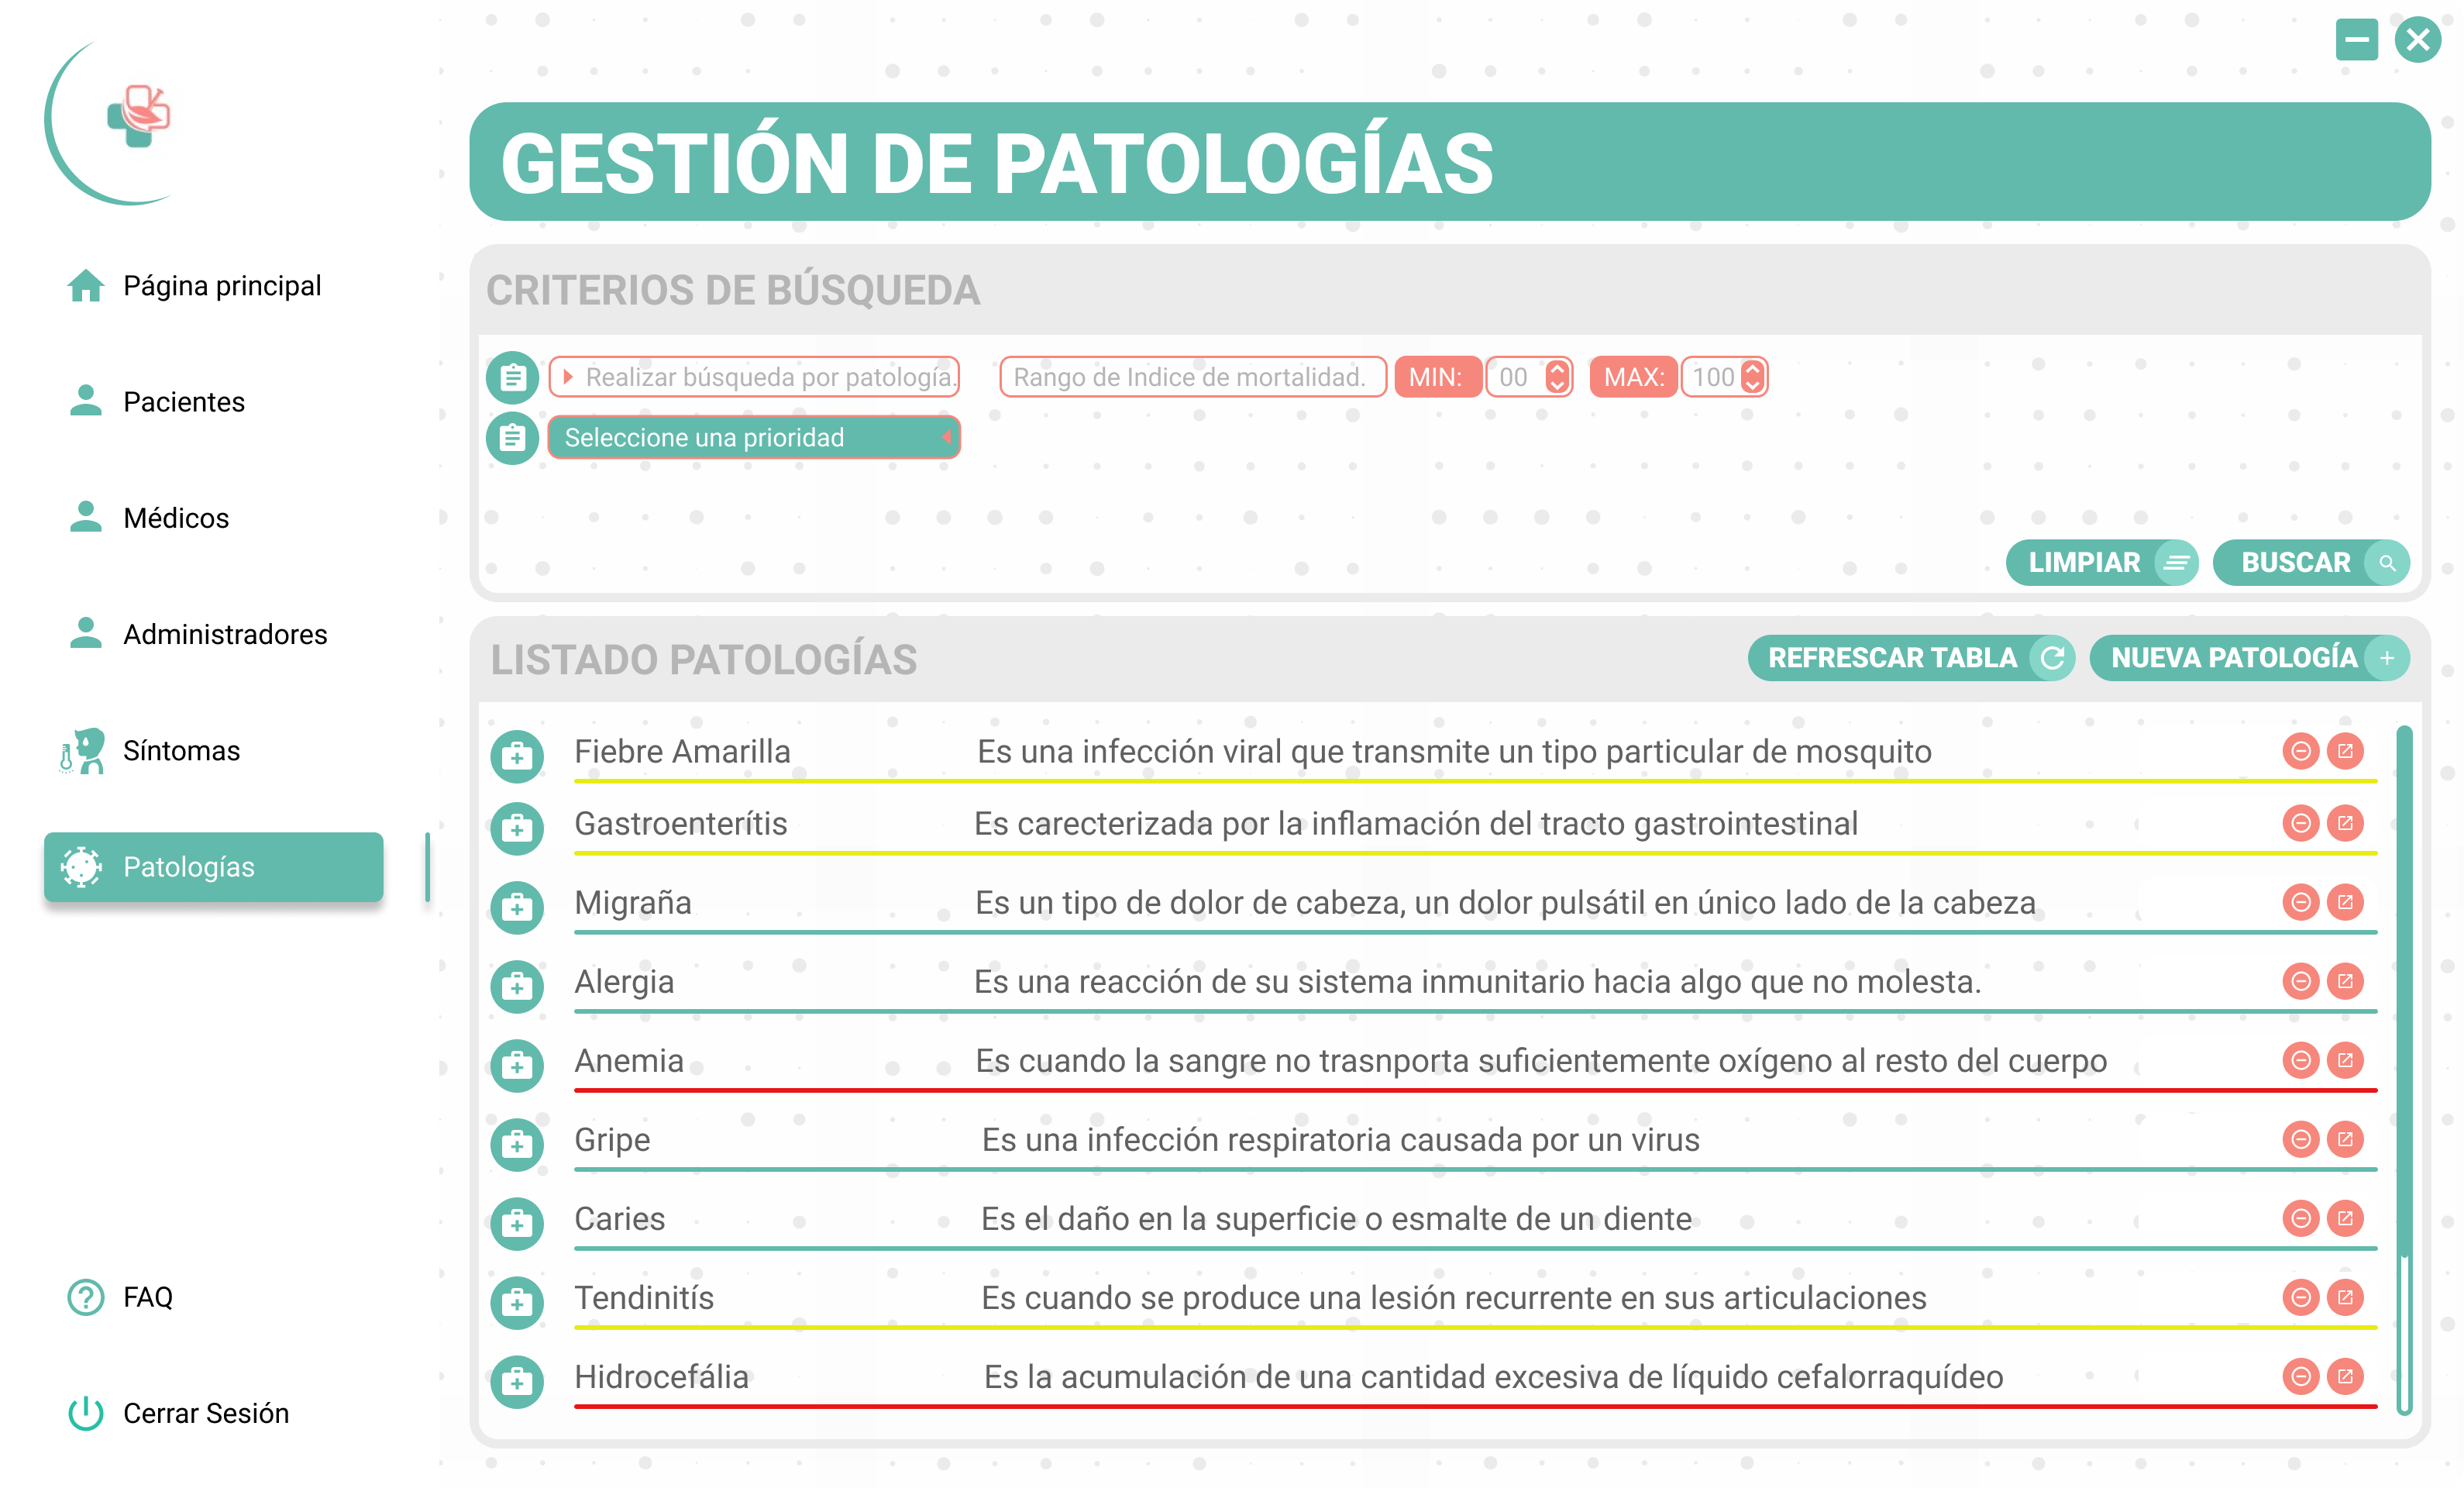 GESTIÓN DE PATOLOGÍAS
Página principal
Pacientes
Médicos
Administradores
Síntomas
Patologías
FAQ
Cerrar Sesión
CRITERIOS DE BÚSQUEDA
Realizar búsqueda por patología.
Rango de Indice de mortalidad. MIN: 00 MAX: 100
Seleccione una prioridad
LIMPIAR BUSCAR
LISTADO PATOLOGÍAS REFRESCAR TABLA NUEVA PATOLOGÍA
Fiebre Amarilla Es una infección viral que transmite un tipo particular de mosquito
Gastroenterítis Es carecterizada por la inflamación del tracto gastrointestinal
Migraña Es un tipo de dolor de cabeza, un dolor pulsátil en único lado de la cabeza
Alergia Es una reacción de su sistema inmunitario hacia algo que no molesta.
Anemia Es cuando la sangre no trasnporta suficientemente oxígeno al resto del cuerpo
Gripe Es una infección respiratoria causada por un virus
Caries Es el daño en la superficie o esmalte de un diente
Tendinitís Es cuando se produce una lesión recurrente en sus articulaciones
Hidrocefália Es la acumulación de una cantidad excesiva de líquido cefalorraquídeo